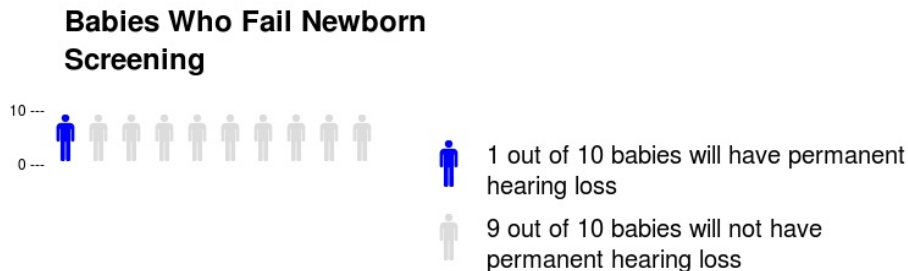 Babies Who Fail Newborn
Screening
10 ---
0 ---
1 out of 10 babies will have permanent
hearing loss
9 out of 10 babies will not have
permanent hearing loss